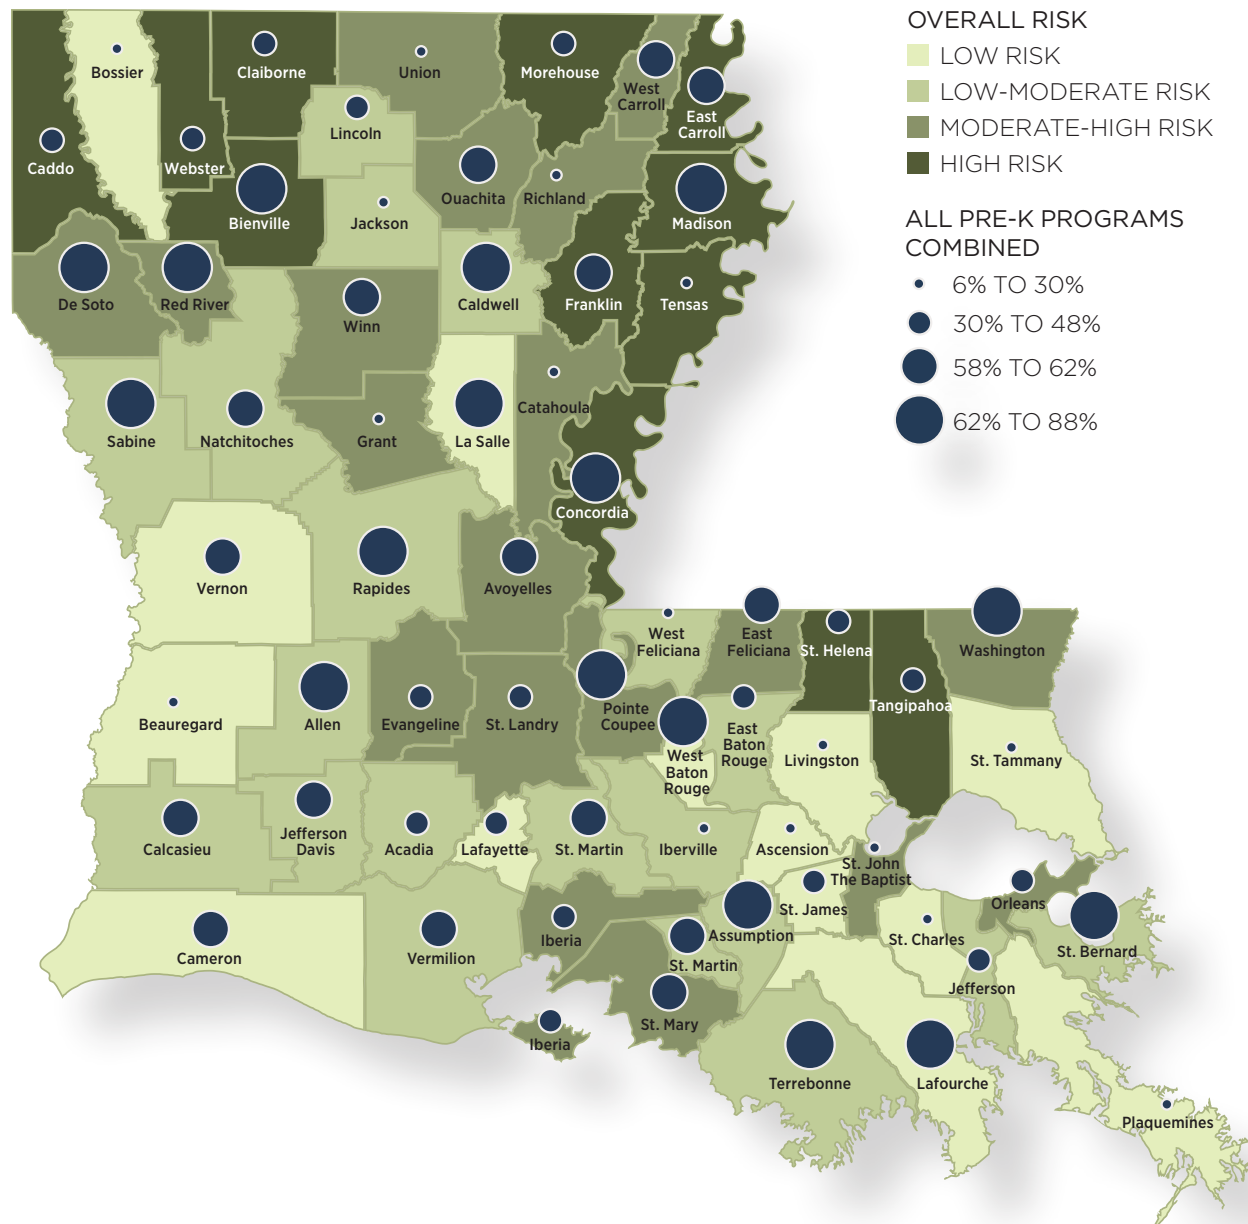 OVERALL RISK
LOW RISK
LOW-MODERATE RISK
MODERATE-HIGH RISK
HIGH RISK
ALL PRE-K PROGRAMS
COMBINED
6% TO 30%
30% TO 48%
58% TO 62%
62% TO 88%
Bossier
Claiborne
Union
Morehouse
West
Carroll
East
Carroll
Lincoln
Caddo
Webster
Bienville
Jackson
Ouachita
Richland
Madison
De Soto
Red River
Winn
Caldwell
Franklin
Tensas
Sabine
Natchitoches
Grant
La Salle
Catahoula
Concordia
Vernon
Rapides
Avoyelles
West
Feliciana
East
Feliciana
St. Helena
Tangipahoa
Washington
Beauregard
Allen
Evangeline
St. Landry
Pointe
Coupee
West
Baton
Rouge
East
Baton
Rouge
Livingston
St. Tammany
Calcasieu
Jefferson
Davis
Acadia
Lafayette
St. Martin
Iberville
Ascension
St. John
The Baptist
Orleans
Cameron
Vermilion
Iberia
St. Martin
Assumption
St. James
St. Charles
Jefferson
St. Bernard
Iberia
St. Mary
Terrebonne
Lafourche
Plaquemines